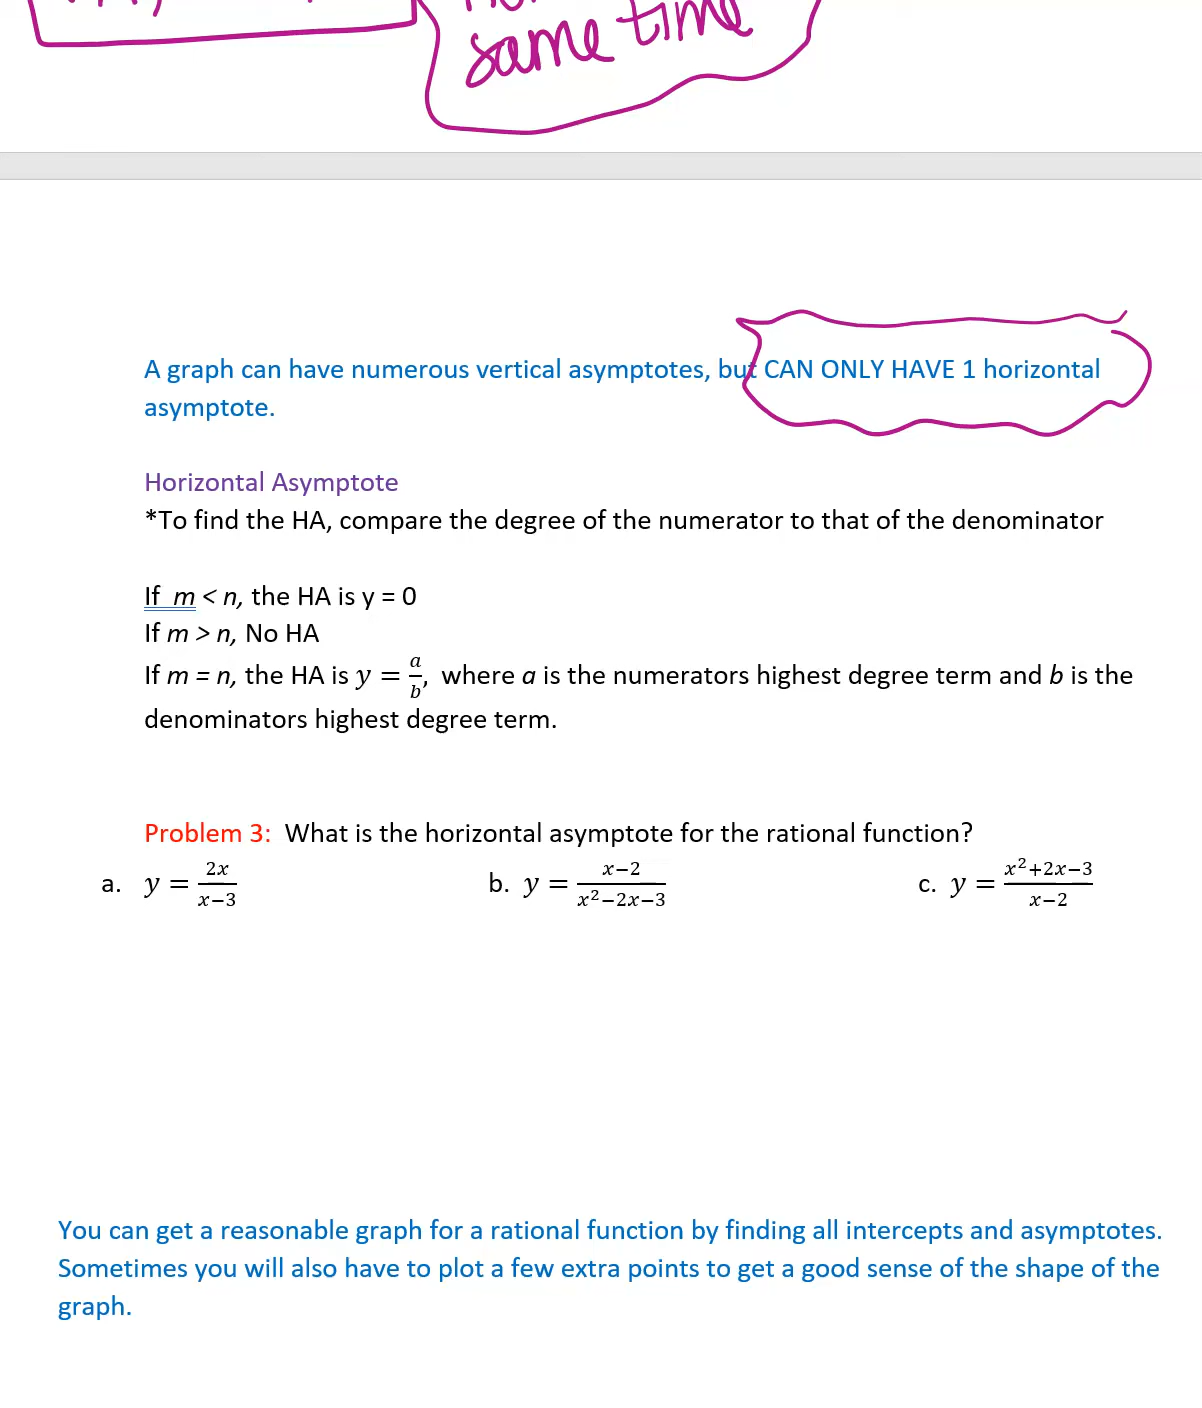 same time
A graph can have numerous vertical asymptotes, but CAN ONLY HAVE 1 horizontal
asymptote.
Horizontal Asymptote
*To find the HA, compare the degree of the numerator to that of the denominator
If m < n, the HA is y = 0
If m > n, No HA
If m = n, the HA is y = a/b, where a is the numerators highest degree term and b is the
denominators highest degree term.
Problem 3: What is the horizontal asymptote for the rational function?
a. y = 2x/(x−3) b. y = (x−2)/(x²−2x−3) c. y = (x²+2x−3)/(x−2)
You can get a reasonable graph for a rational function by finding all intercepts and asymptotes.
Sometimes you will also have to plot a few extra points to get a good sense of the shape of the
graph.